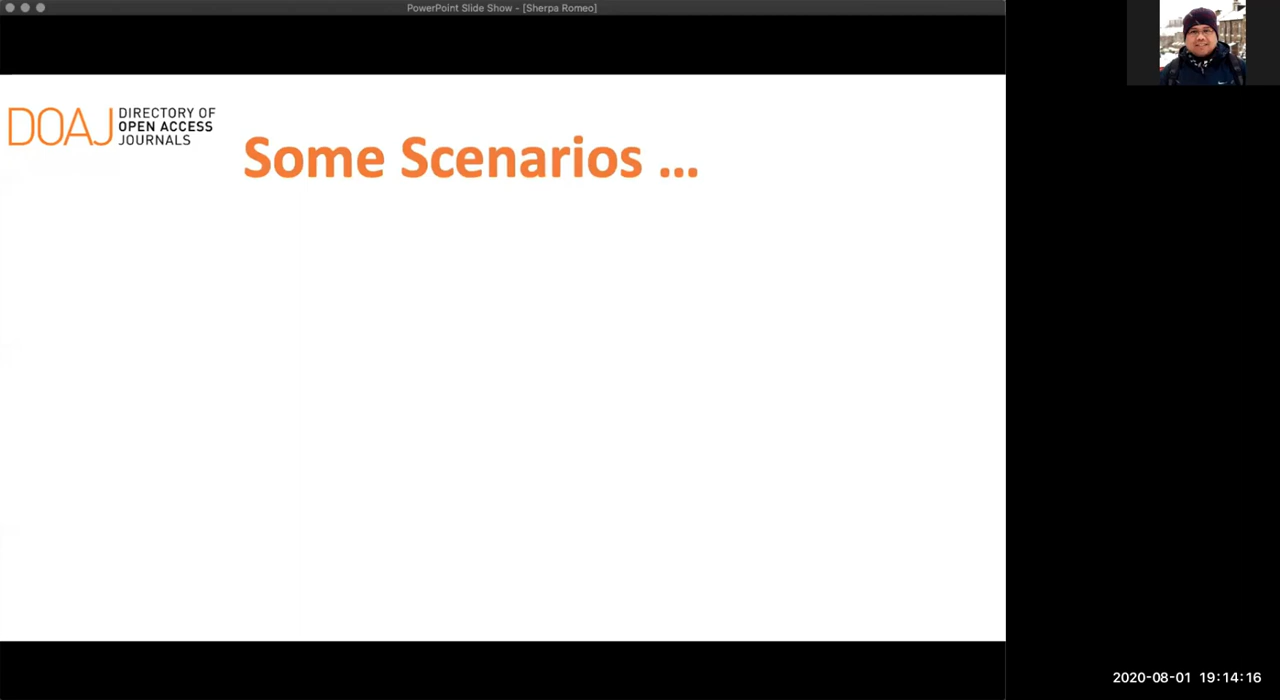 PowerPoint Slide Show - [Sherpa Romeo]
DOAJ
DIRECTORY OF
OPEN ACCESS
JOURNALS
Some Scenarios ...
2020-08-01 19:14:16